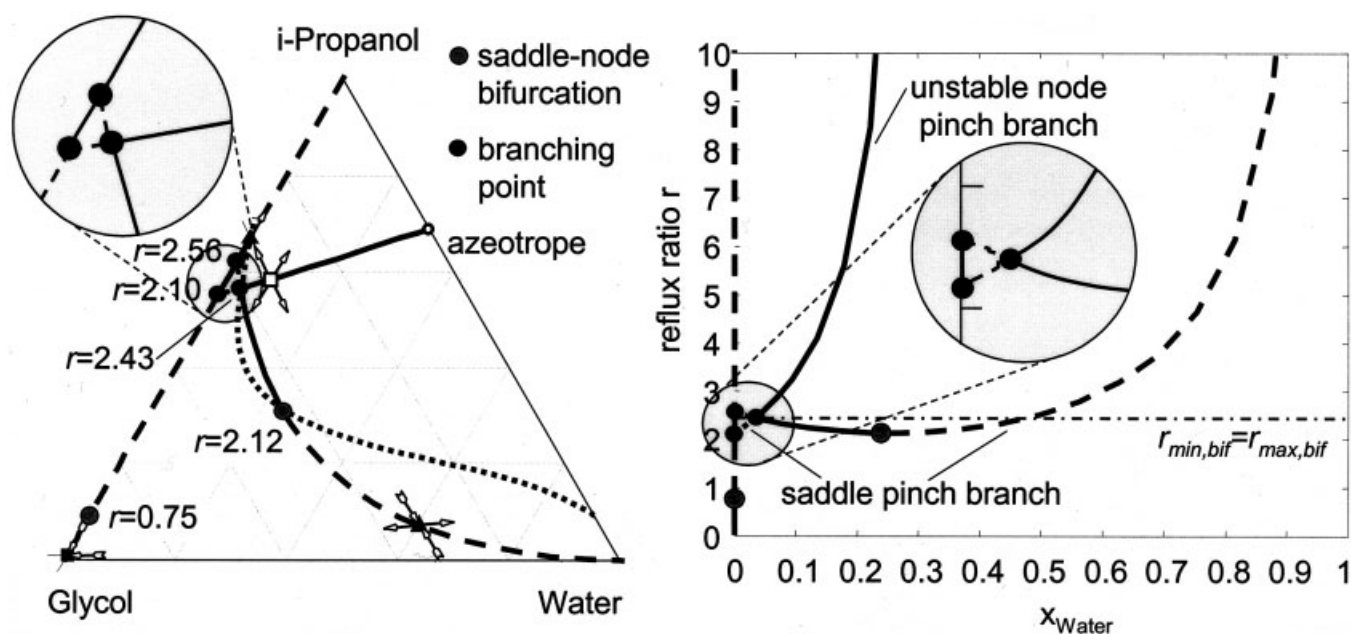 i-Propanol
saddle-node
bifurcation
branching
point
azeotrope
r=2.56
r=2.10
r=2.43
r=2.12
r=0.75
Glycol
Water
reflux ratio r
10
9
8
7
6
5
4
3
2
1
0
unstable node
pinch branch
r_min,bif=r_max,bif
saddle pinch branch
0 0.1 0.2 0.3 0.4 0.5 0.6 0.7 0.8 0.9 1
x_Water